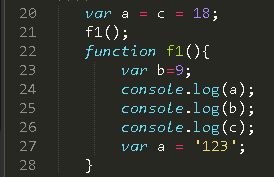 20 var a = c = 18;
21 f1();
22 function f1(){
23 var b=9;
24 console.log(a);
25 console.log(b);
26 console.log(c);
27 var a = '123';
28 }